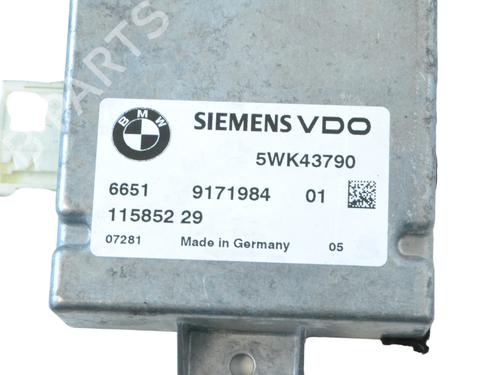 BMW
SIEMENS VDO
5WK43790
6651 9171984 01
115852 29
07281 Made in Germany 05